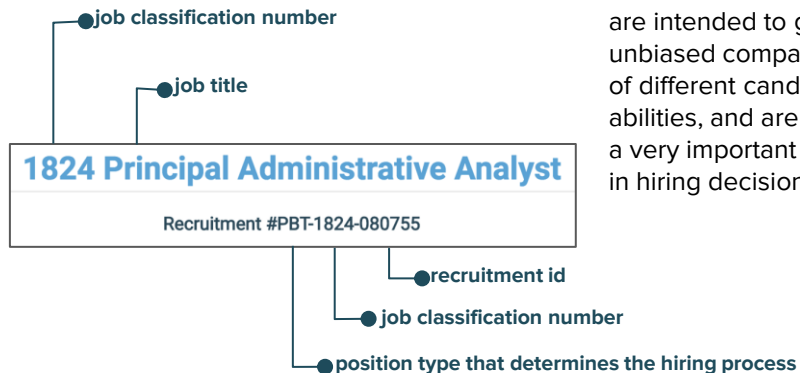 job classification number
job title
1824 Principal Administrative Analyst
Recruitment #PBT-1824-080755
recruitment id
job classification number
position type that determines the hiring process
are intended to g
unbiased compa
of different cand
abilities, and are
a very important
in hiring decision